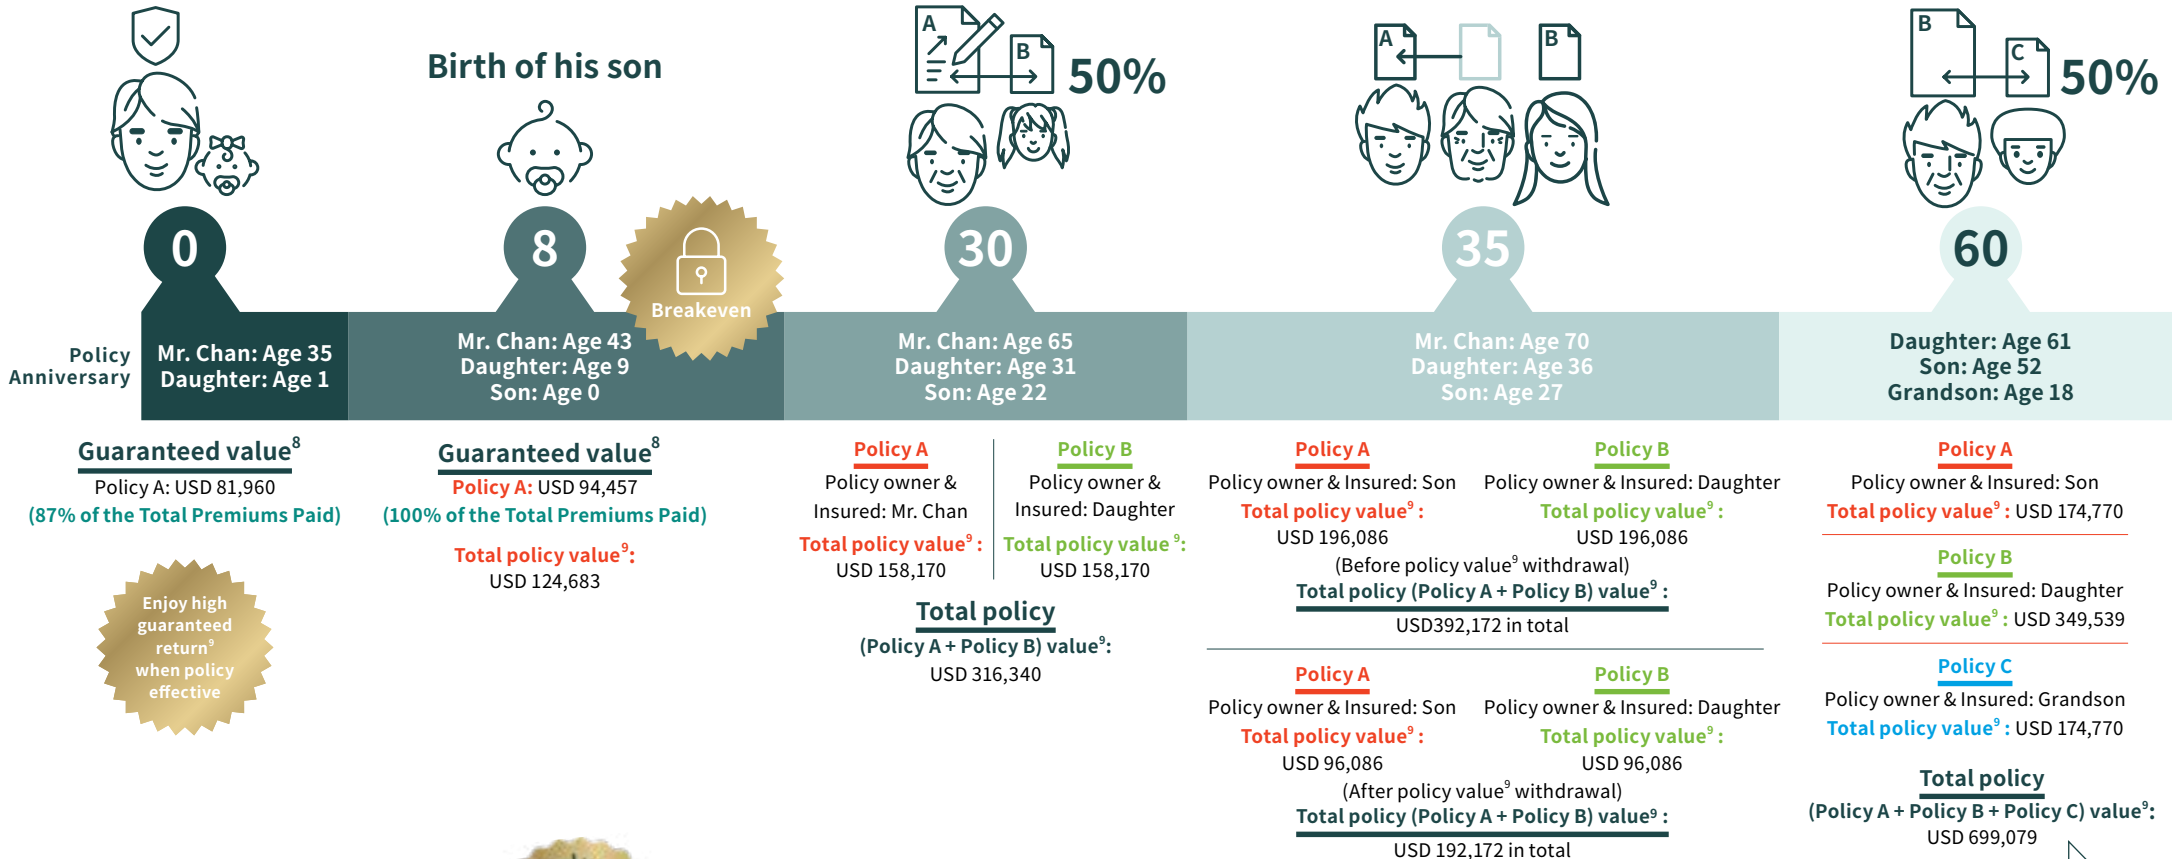 Birth of his son
A
B
50%
A
B
B
C
50%
0
8
30
35
60
Breakeven
Policy
Anniversary
Mr. Chan: Age 35
Daughter: Age 1
Mr. Chan: Age 43
Daughter: Age 9
Son: Age 0
Mr. Chan: Age 65
Daughter: Age 31
Son: Age 22
Mr. Chan: Age 70
Daughter: Age 36
Son: Age 27
Daughter: Age 61
Son: Age 52
Grandson: Age 18
Guaranteed value⁸
Policy A: USD 81,960
(87% of the Total Premiums Paid)
Enjoy high
guaranteed
return⁹
when policy
effective
Guaranteed value⁸
Policy A: USD 94,457
(100% of the Total Premiums Paid)
Total policy value⁹:
USD 124,683
Policy A
Policy owner &
Insured: Mr. Chan
Total policy value⁹ :
USD 158,170
Policy B
Policy owner &
Insured: Daughter
Total policy value ⁹:
USD 158,170
Total policy
(Policy A + Policy B) value⁹:
USD 316,340
Policy A
Policy owner & Insured: Son
Total policy value⁹ :
USD 196,086
Policy B
Policy owner & Insured: Daughter
Total policy value⁹ :
USD 196,086
(Before policy value⁹ withdrawal)
Total policy (Policy A + Policy B) value⁹ :
USD392,172 in total
Policy A
Policy owner & Insured: Son
Total policy value⁹ :
USD 96,086
Policy B
Policy owner & Insured: Daughter
Total policy value⁹ :
USD 96,086
(After policy value⁹ withdrawal)
Total policy (Policy A + Policy B) value⁹ :
USD 192,172 in total
Policy A
Policy owner & Insured: Son
Total policy value⁹ : USD 174,770
Policy B
Policy owner & Insured: Daughter
Total policy value⁹ : USD 349,539
Policy C
Policy owner & Insured: Grandson
Total policy value⁹ : USD 174,770
Total policy
(Policy A + Policy B + Policy C) value⁹:
USD 699,079